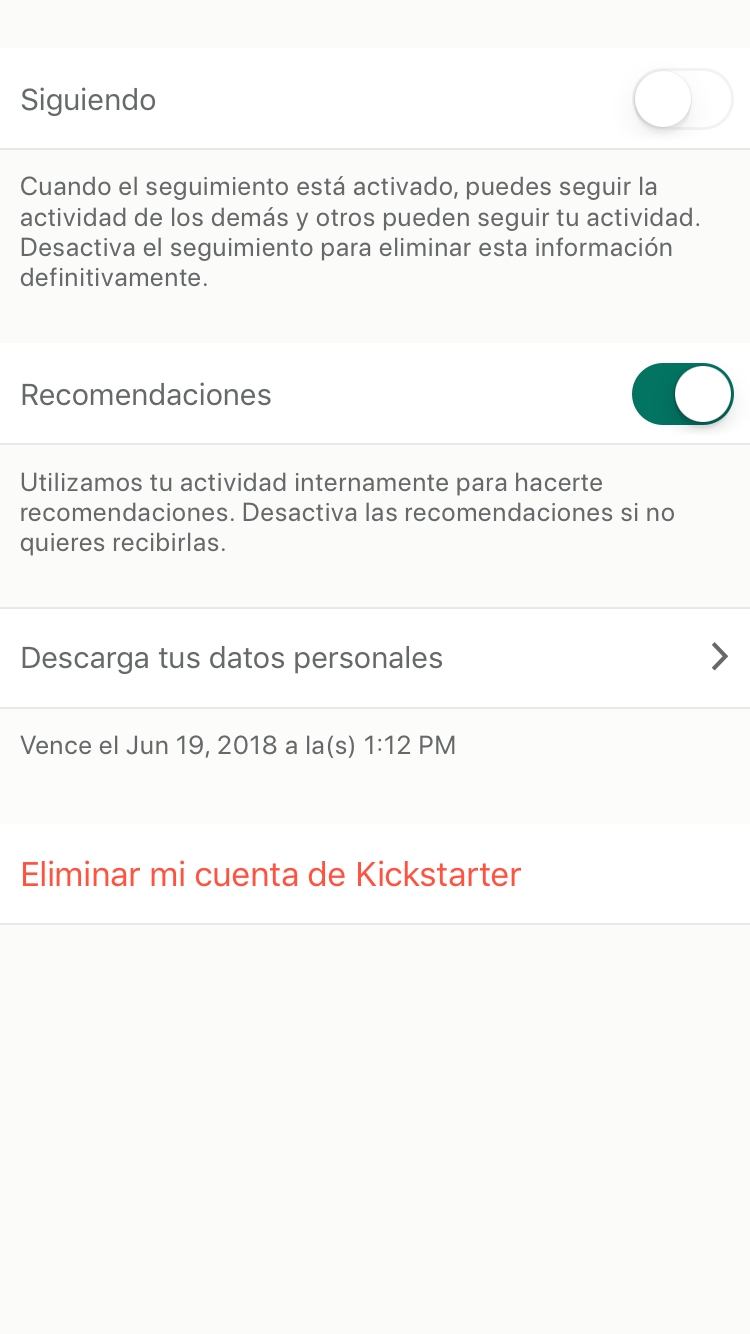 Siguiendo
Cuando el seguimiento está activado, puedes seguir la
actividad de los demás y otros pueden seguir tu actividad.
Desactiva el seguimiento para eliminar esta información
definitivamente.
Recomendaciones
Utilizamos tu actividad internamente para hacerte
recomendaciones. Desactiva las recomendaciones si no
quieres recibirlas.
Descarga tus datos personales
Vence el Jun 19, 2018 a la(s) 1:12 PM
Eliminar mi cuenta de Kickstarter